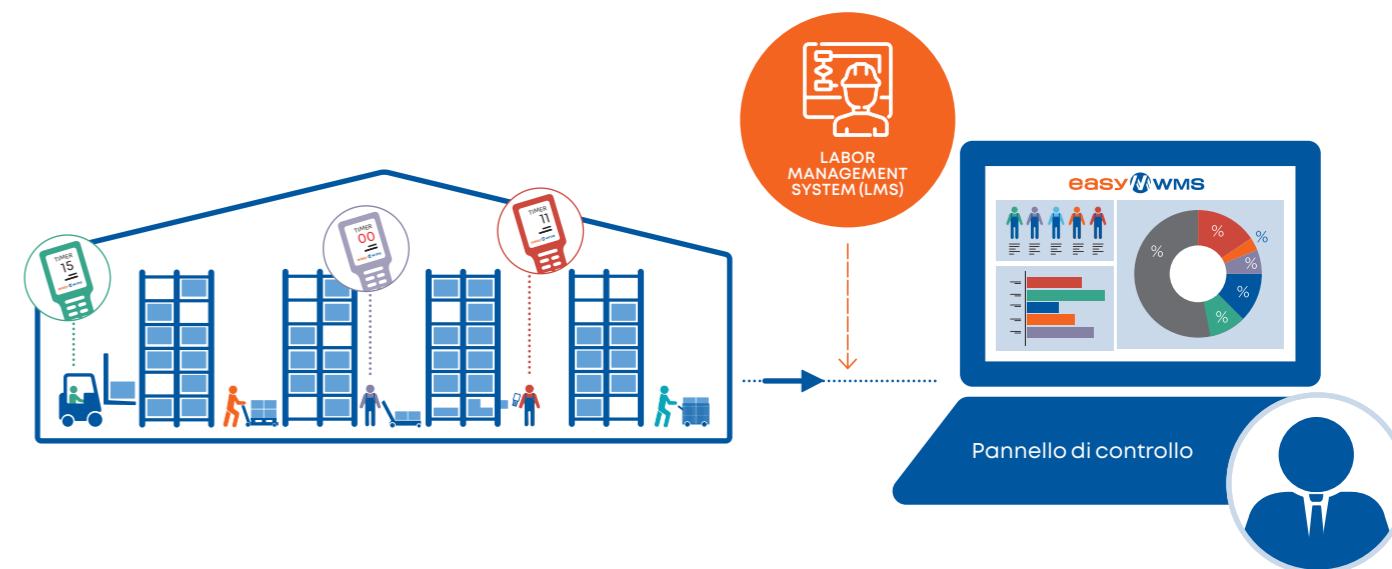 LABOR
MANAGEMENT
SYSTEM (LMS)
easy WMS
TIMER
15
TIMER
00
TIMER
11
%
%
%
%
%
%
Pannello di controllo